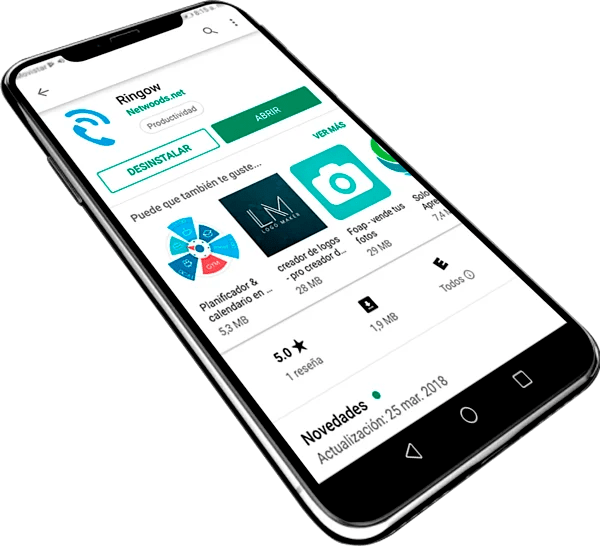 Movistar
Ringow
Netwoods.net
Productividad
DESINSTALAR
ABRIR
Puede que también te guste...
VER MÁS
LM
LOGO MAKER
GYM
Planificador &
calendario en ...
5,3 MB
creador de logos
- pro creador d...
28 MB
Foap - vende tus
fotos
29 MB
Solo
Apre
7,4
5.0 ★
1 reseña
1,9 MB
E
Todos
Novedades
Actualización: 25 mar. 2018